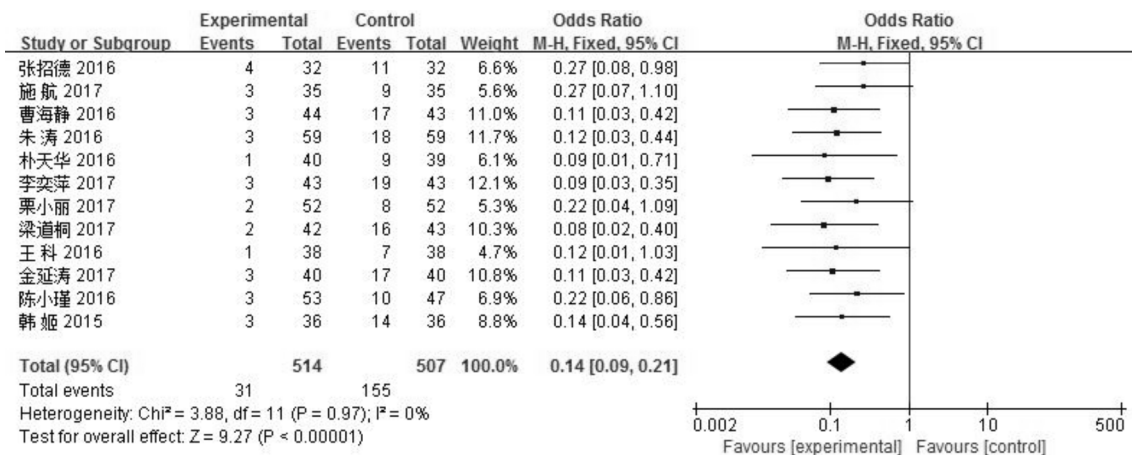 Experimental Control Odds Ratio Odds Ratio
Study or Subgroup Events Total Events Total Weight M-H, Fixed, 95% CI M-H, Fixed, 95% CI
张招德 2016 4 32 11 32 6.6% 0.27 [0.08, 0.98]
施航 2017 3 35 9 35 5.6% 0.27 [0.07, 1.10]
曹海静 2016 3 44 17 43 11.0% 0.11 [0.03, 0.42]
朱涛 2016 3 59 18 59 11.7% 0.12 [0.03, 0.44]
朴天华 2016 1 40 9 39 6.1% 0.09 [0.01, 0.71]
李奕萍 2017 3 43 19 43 12.1% 0.09 [0.03, 0.35]
栗小丽 2017 2 52 8 52 5.3% 0.22 [0.04, 1.09]
梁道桐 2017 2 42 16 43 10.3% 0.08 [0.02, 0.40]
王科 2016 1 38 7 38 4.7% 0.12 [0.01, 1.03]
金延涛 2017 3 40 17 40 10.8% 0.11 [0.03, 0.42]
陈小瑾 2016 3 53 10 47 6.9% 0.22 [0.06, 0.86]
韩姬 2015 3 36 14 36 8.8% 0.14 [0.04, 0.56]
Total (95% CI) 514 507 100.0% 0.14 [0.09, 0.21]
Total events 31 155
Heterogeneity: Chi² = 3.88, df = 11 (P = 0.97); I² = 0%
Test for overall effect: Z = 9.27 (P < 0.00001)
0.002 0.1 1 10 500
Favours [experimental] Favours [control]